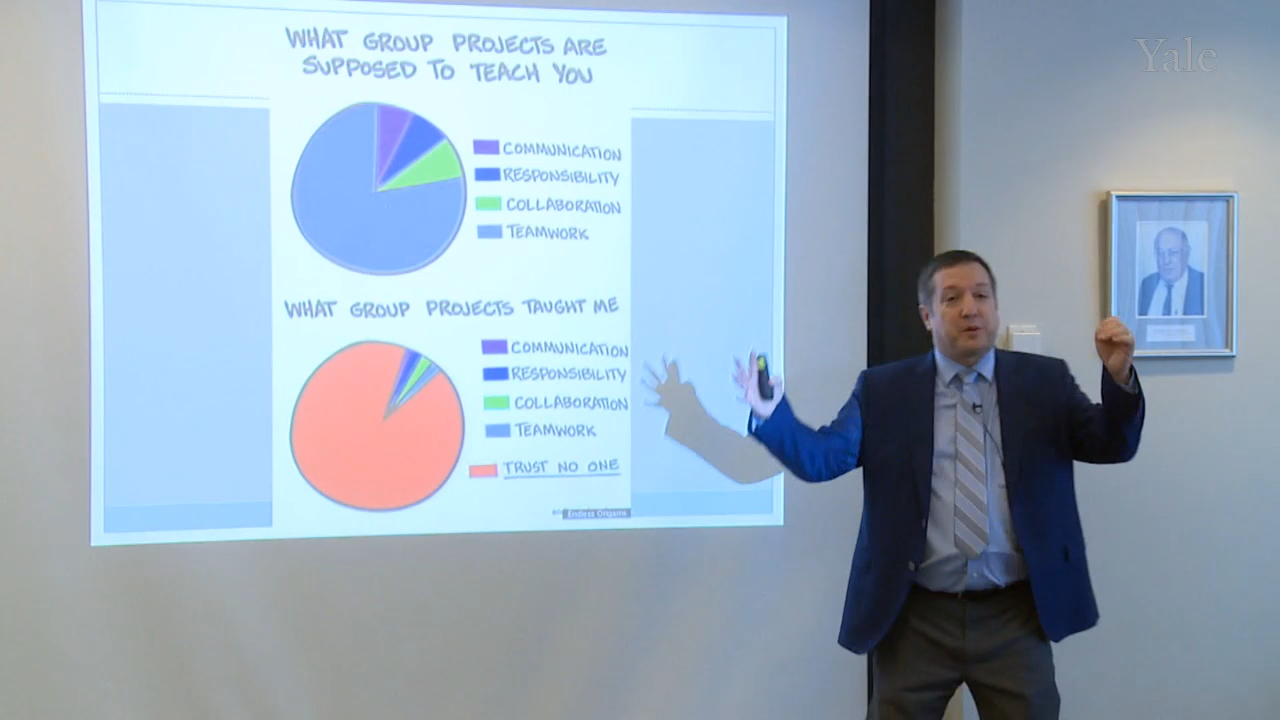 WHAT GROUP PROJECTS ARE
SUPPOSED TO TEACH YOU
COMMUNICATION
RESPONSIBILITY
COLLABORATION
TEAMWORK
WHAT GROUP PROJECTS TAUGHT ME
COMMUNICATION
RESPONSIBILITY
COLLABORATION
TEAMWORK
TRUST NO ONE
Endless Origami
Yale